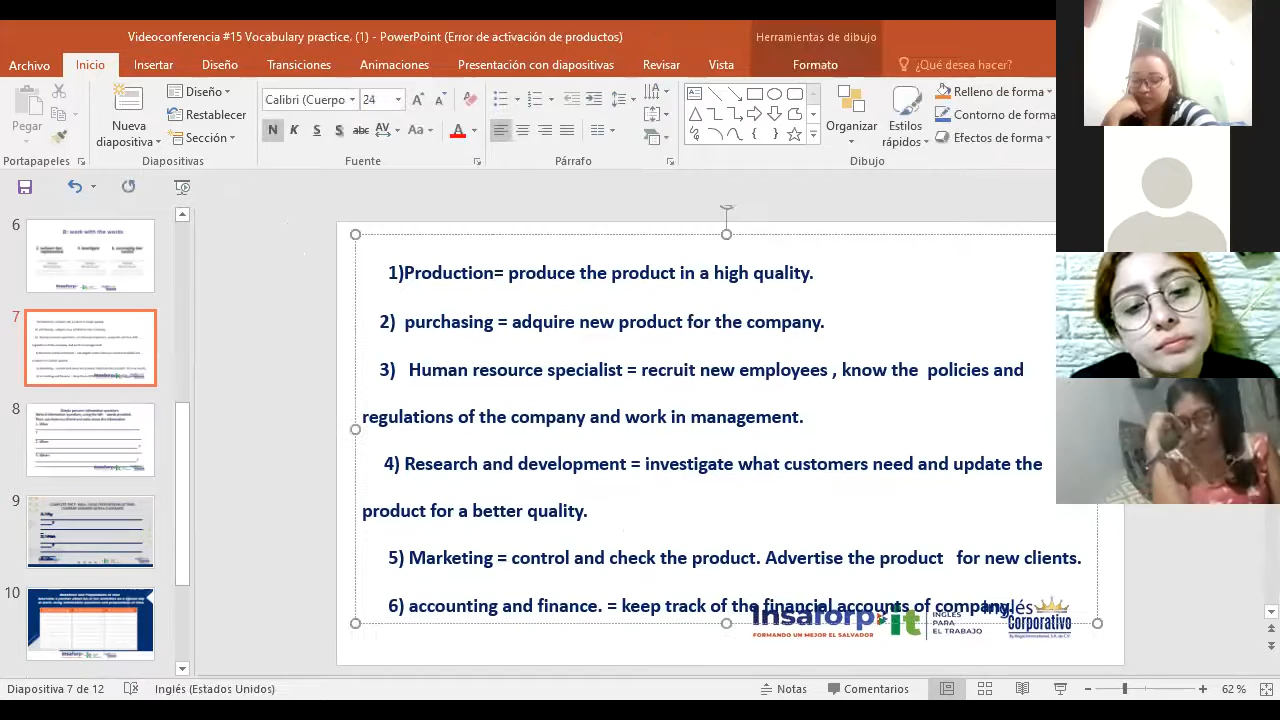 Videoconferencia #15 Vocabulary practice. (1) - PowerPoint (Error de activación de productos)
Herramientas de dibujo
Archivo Inicio Insertar Diseño Transiciones Animaciones Presentación con diapositivas Revisar Vista Formato ¿Qué desea hacer?
Pegar
Nueva diapositiva
Diseño
Restablecer
Sección
Calibri (Cuerpo 24
N K S S abc AV Aa A
Organizar
Estilos rápidos
Relleno de forma
Contorno de forma
Efectos de forma
Portapapeles Diapositivas Fuente Párrafo Dibujo
6
B: work with the words
7
8
9
10
1)Production= produce the product in a high quality.
2) purchasing = adquire new product for the company.
3) Human resource specialist = recruit new employees , know the policies and
regulations of the company and work in management.
4) Research and development = investigate what customers need and update the
product for a better quality.
5) Marketing = control and check the product. Advertise the product for new clients.
6) accounting and finance. = keep track of the financial accounts of company.
Insaforp
FORMANDO UN MEJOR EL SALVADOR
it
INGLÉS
PARA
EL TRABAJO
Inglés
Corporativo
Diapositiva 7 de 12 Inglés (Estados Unidos) Notas Comentarios 62 %